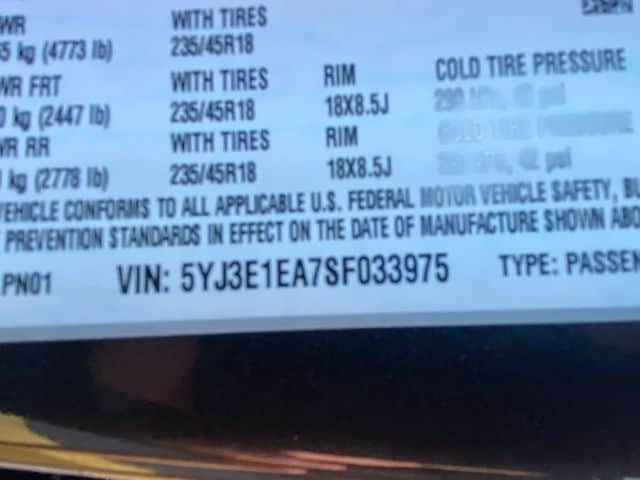 WR WITH TIRES
5 kg (4773 lb) 235/45R18
WR FRT WITH TIRES RIM COLD TIRE PRESSURE
0 kg (2447 lb) 235/45R18 18X8.5J
WR RR WITH TIRES RIM
kg (2778 lb) 235/45R18 18X8.5J
VEHICLE CONFORMS TO ALL APPLICABLE U.S. FEDERAL MOTOR VEHICLE SAFETY,
PREVENTION STANDARDS IN EFFECT ON THE DATE OF MANUFACTURE SHOWN ABO
PN01 VIN: 5YJ3E1EA7SF033975 TYPE: PASSEN